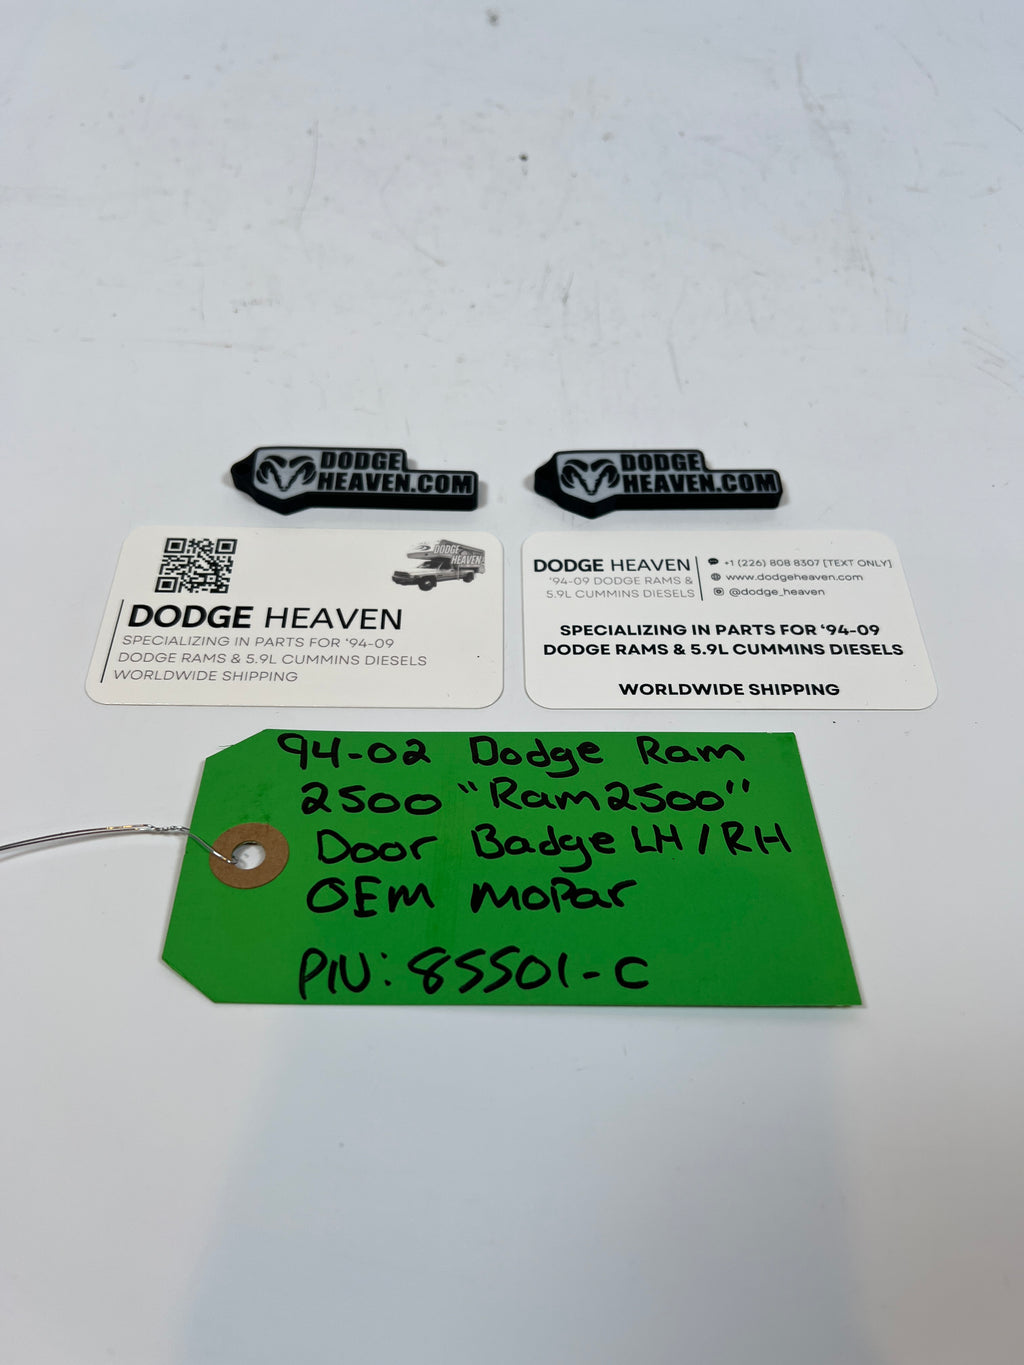 DODGE
HEAVEN.COM
DODGE
HEAVEN.COM
DODGE
HEAVEN
DODGE HEAVEN
SPECIALIZING IN PARTS FOR ‘94-09
DODGE RAMS & 5.9L CUMMINS DIESELS
WORLDWIDE SHIPPING
DODGE HEAVEN
‘94-09 DODGE RAMS &
5.9L CUMMINS DIESELS
+1 (226) 808 8307 [TEXT ONLY]
www.dodgeheaven.com
@dodge_heaven
SPECIALIZING IN PARTS FOR ‘94-09
DODGE RAMS & 5.9L CUMMINS DIESELS
WORLDWIDE SHIPPING
94-02 Dodge Ram
2500 "Ram2500"
Door Badge LH/RH
OEM Mopar
P/N: 85501-C